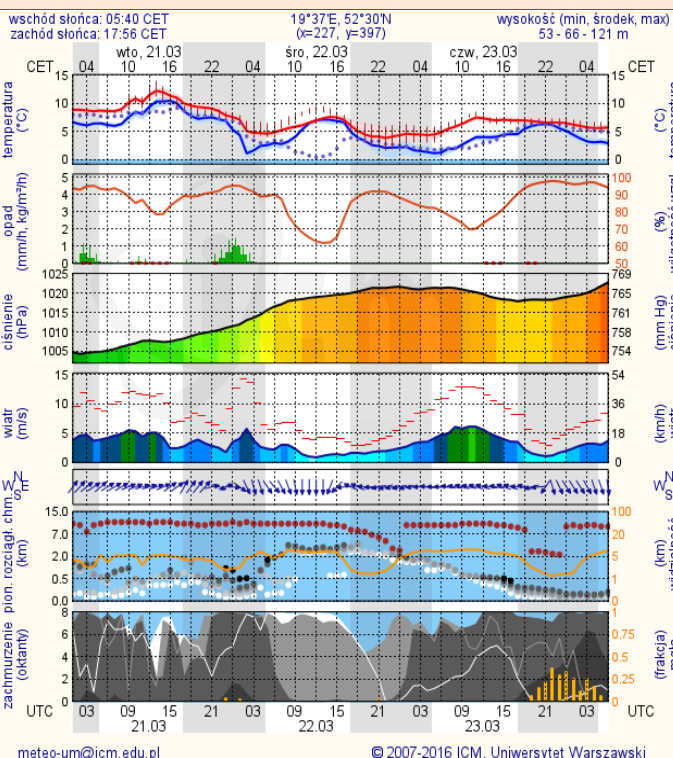 wschód słońca: 05:40 CET 19°37'E, 52°30'N wysokość (min, środek, max)
zachód słońca: 17:56 CET (x=227, y=397) 53 - 66 - 121 m
wto, 21.03 śro, 22.03 czw, 23.03
CET 04 10 16 22 04 10 16 22 04 10 16 22 04 CET
temperatura
(°C)
15 10 5 0
15 10 5 0
(°C)
opad
(mm/h, kg/m²/h)
5 4 3 2 1 0
100 90 80 70 60 50
(%)
ciśnienie
(hPa)
1025 1020 1015 1010 1005
769 765 761 758 754
(mm Hg)
wiatr
(m/s)
15 10 5 0
54 36 18 0
(km/h)
W N E S
W N S
pion. rozciągł. chm.
(km)
15.0 7.0 2.0 0.5 0.0
100 20 5 1 0
(km)
zachmurzenie
(oktanty)
8 6 4 2 0
1 0.75 0.5 0.25 0
(frakcja)
UTC 03 09 15 21 03 09 15 21 03 09 15 21 03 UTC
21.03 22.03 23.03
meteo-um@icm.edu.pl © 2007-2016 ICM, Uniwersytet Warszawski